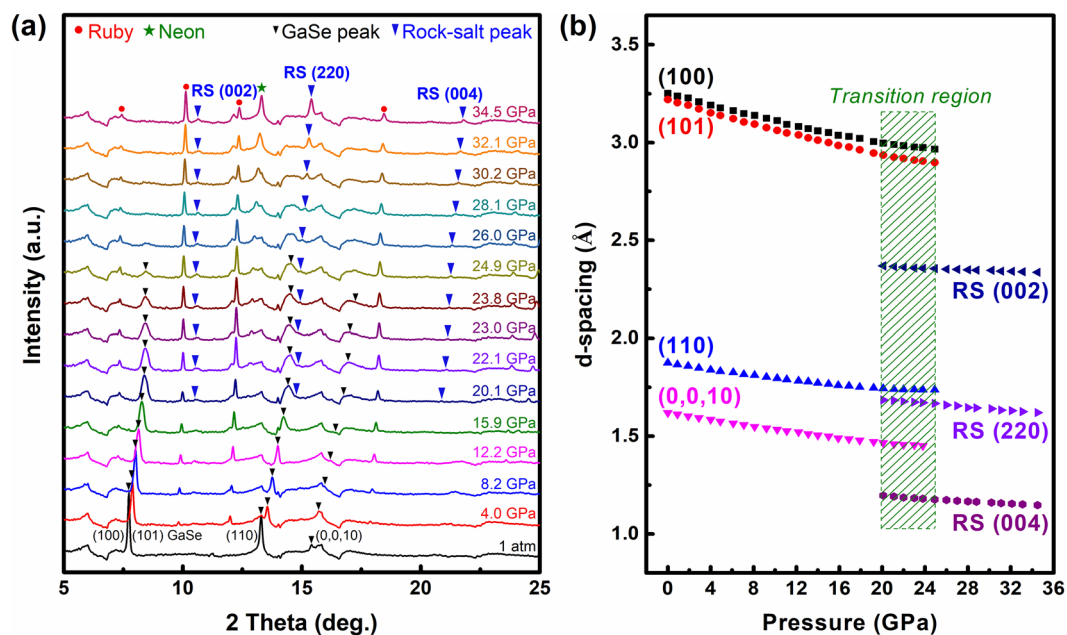 (a)
● Ruby ★ Neon ▼ GaSe peak ▼ Rock-salt peak
RS (002)
RS (220)
RS (004)
34.5 GPa
32.1 GPa
30.2 GPa
28.1 GPa
26.0 GPa
24.9 GPa
23.8 GPa
23.0 GPa
22.1 GPa
20.1 GPa
15.9 GPa
12.2 GPa
8.2 GPa
4.0 GPa
(100) (101) GaSe (110) (0,0,10)
1 atm
5 10 15 20 25
2 Theta (deg.)
Intensity (a.u.)
(b)
3.5
3.0
2.5
2.0
1.5
1.0
d-spacing (Å)
(100)
(101)
Transition region
(110)
(0,0,10)
RS (002)
RS (220)
RS (004)
0 4 8 12 16 20 24 28 32 36
Pressure (GPa)